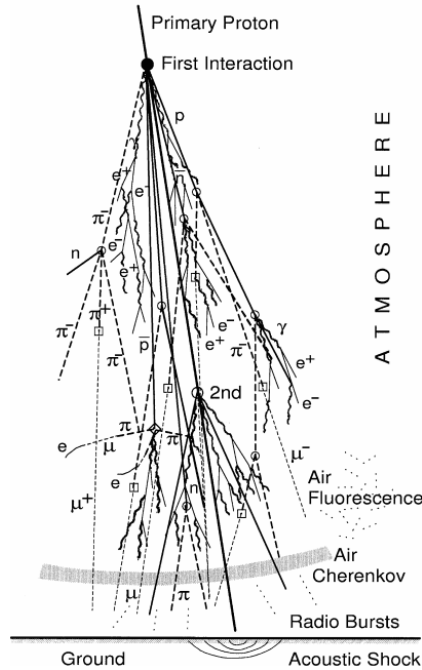 Primary Proton
First Interaction
p
e⁺
e⁻
π⁻
n
e⁻
e⁺
π⁺
π⁻
π⁻
p̄
e⁺
e⁻
π⁻
γ
e⁺
e⁻
2nd
π
π
μ
e
e
n
μ⁻
μ⁺
μ
π
ATMOSPHERE
Air
Fluorescence
Air
Cherenkov
Radio Bursts
Ground
Acoustic Shock